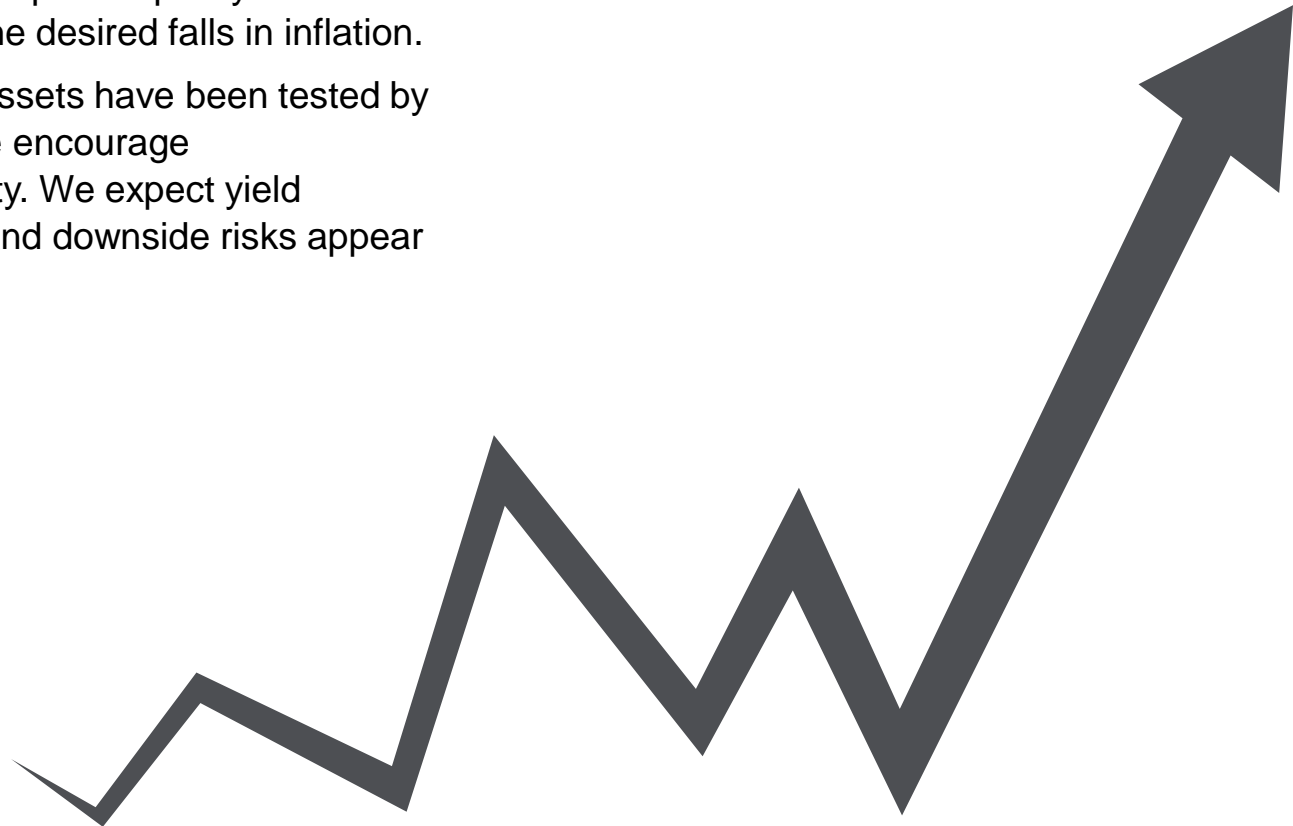 he desired falls in inflation.
ssets have been tested by
encourage
ty. We expect yield
nd downside risks appear